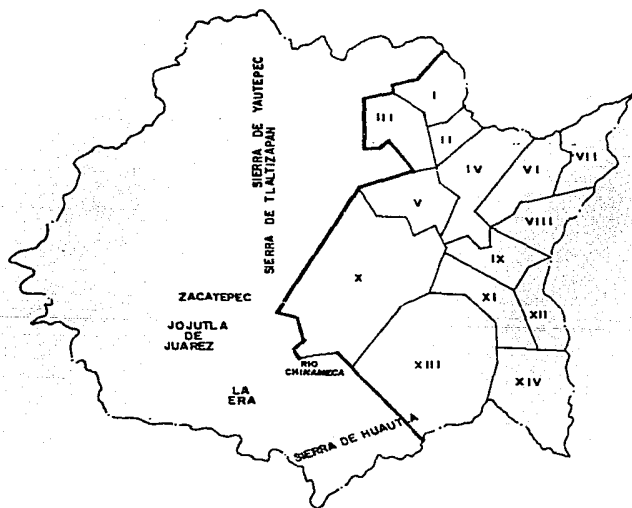 I
III
II
SIERRA DE YAUTEPEC
SIERRA DE TLALTIZAPAN
IV
VI
VII
V
VIII
IX
X
XI
XII
ZACATEPEC
JOJUTLA
DE
JUAREZ
RIO
CHINAMECA
XIII
XIV
LA
ERA
SIERRA DE HUAUTLA